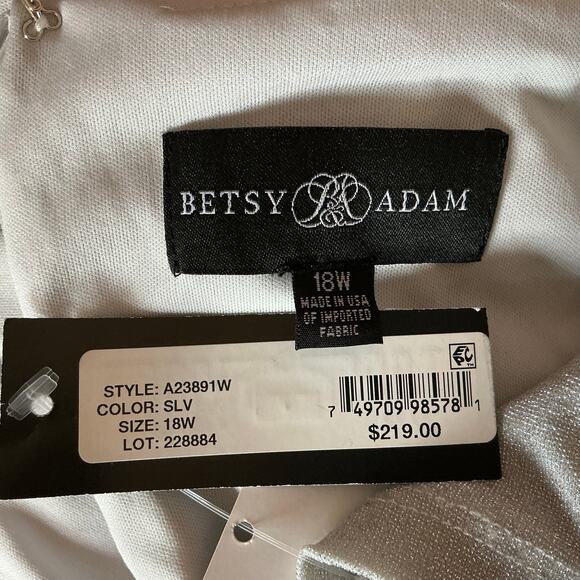 BETSY & ADAM
18W
MADE IN USA
OF IMPORTED
FABRIC
STYLE: A23891W
COLOR: SLV
SIZE: 18W
LOT: 228884
7 49709 98578 1
$219.00